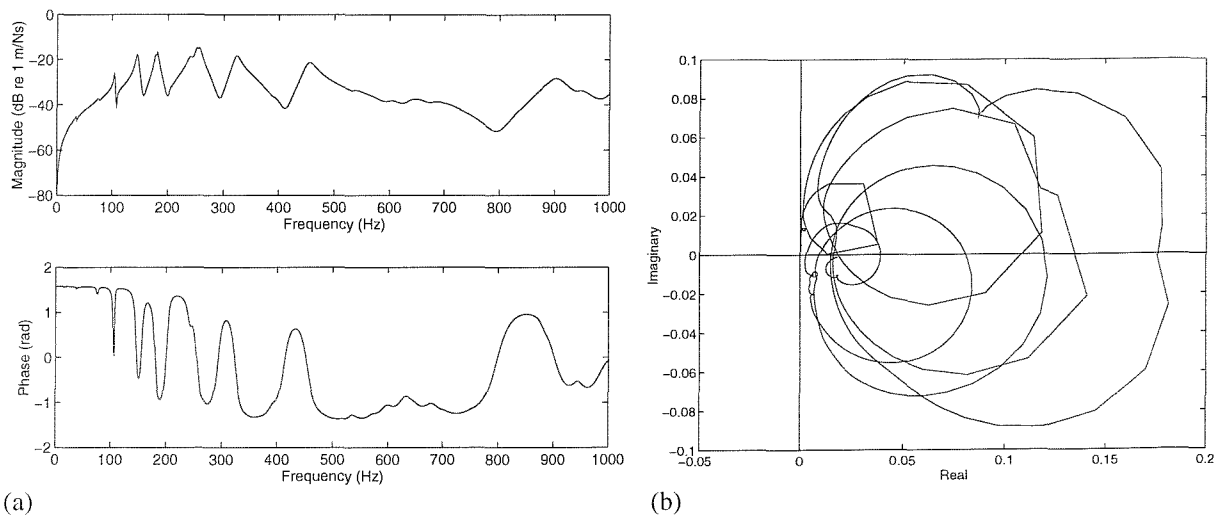 0
−20
−40
−60
−80
Magnitude (dB re 1 m/Ns)
0 100 200 300 400 500 600 700 800 900 1000
Frequency (Hz)
2
1
0
−1
−2
Phase (rad)
0 100 200 300 400 500 600 700 800 900 1000
Frequency (Hz)
(a)
0.1
0.08
0.06
0.04
0.02
0
−0.02
−0.04
−0.06
−0.08
−0.1
Imaginary
−0.05 0 0.05 0.1 0.15 0.2
Real
(b)